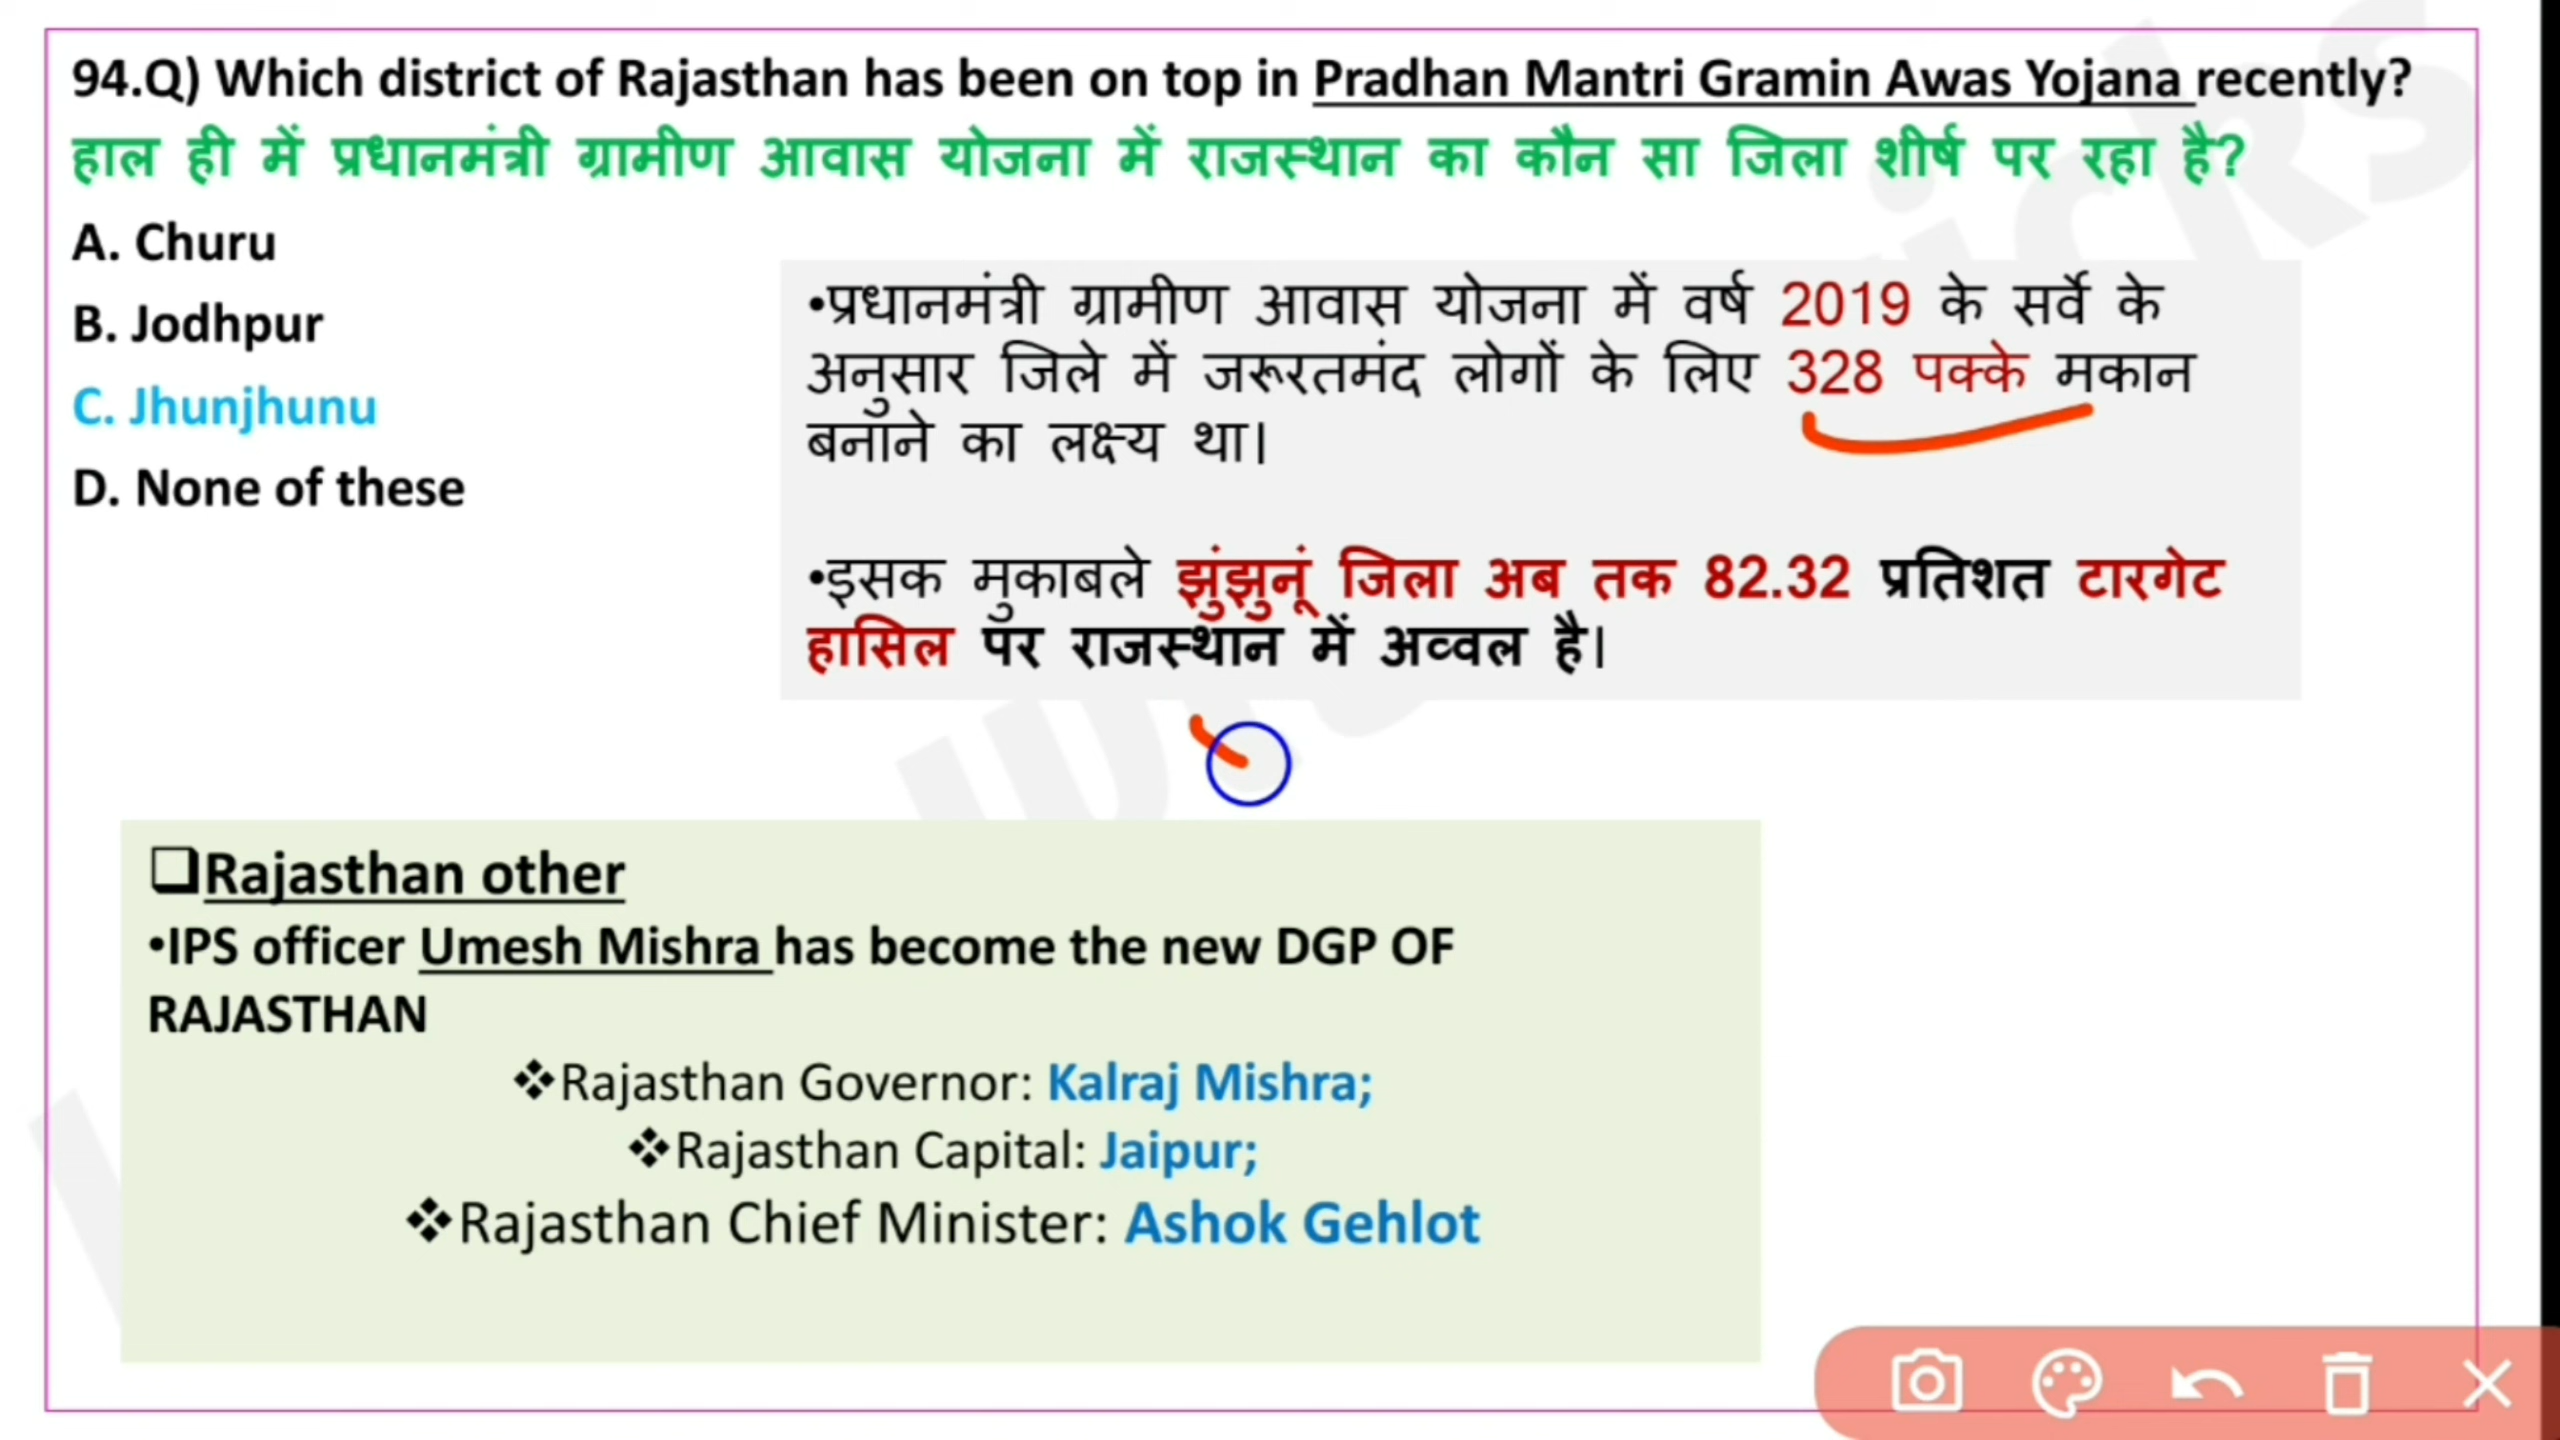 94.Q) Which district of Rajasthan has been on top in Pradhan Mantri Gramin Awas Yojana recently?
हाल ही में प्रधानमंत्री ग्रामीण आवास योजना में राजस्थान का कौन सा जिला शीर्ष पर रहा है?
A. Churu
B. Jodhpur
C. Jhunjhunu
D. None of these
•प्रधानमंत्री ग्रामीण आवास योजना में वर्ष 2019 के सर्वे के
अनुसार जिले में जरूरतमंद लोगों के लिए 328 पक्के मकान
बनाने का लक्ष्य था।
•इसक मुकाबले झुंझुनूं जिला अब तक 82.32 प्रतिशत टारगेट
हासिल पर राजस्थान में अव्वल है।
❑Rajasthan other
•IPS officer Umesh Mishra has become the new DGP OF
RAJASTHAN
❖Rajasthan Governor: Kalraj Mishra;
❖Rajasthan Capital: Jaipur;
❖Rajasthan Chief Minister: Ashok Gehlot